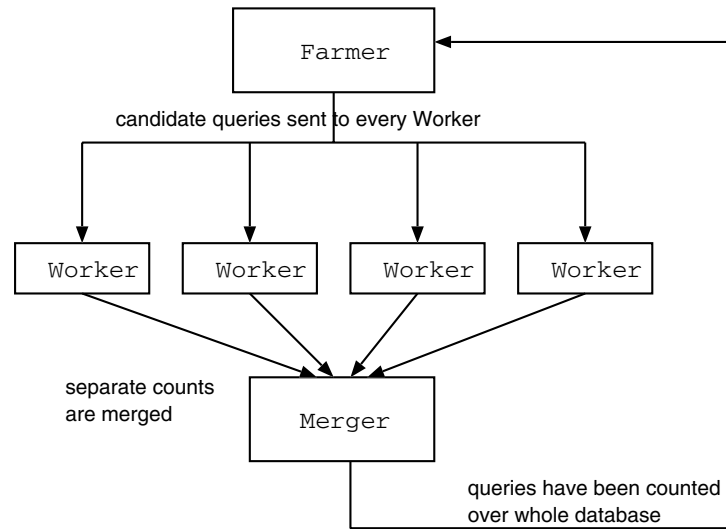 Farmer
candidate queries sent to every Worker
Worker
Worker
Worker
Worker
separate counts
are merged
Merger
queries have been counted
over whole database